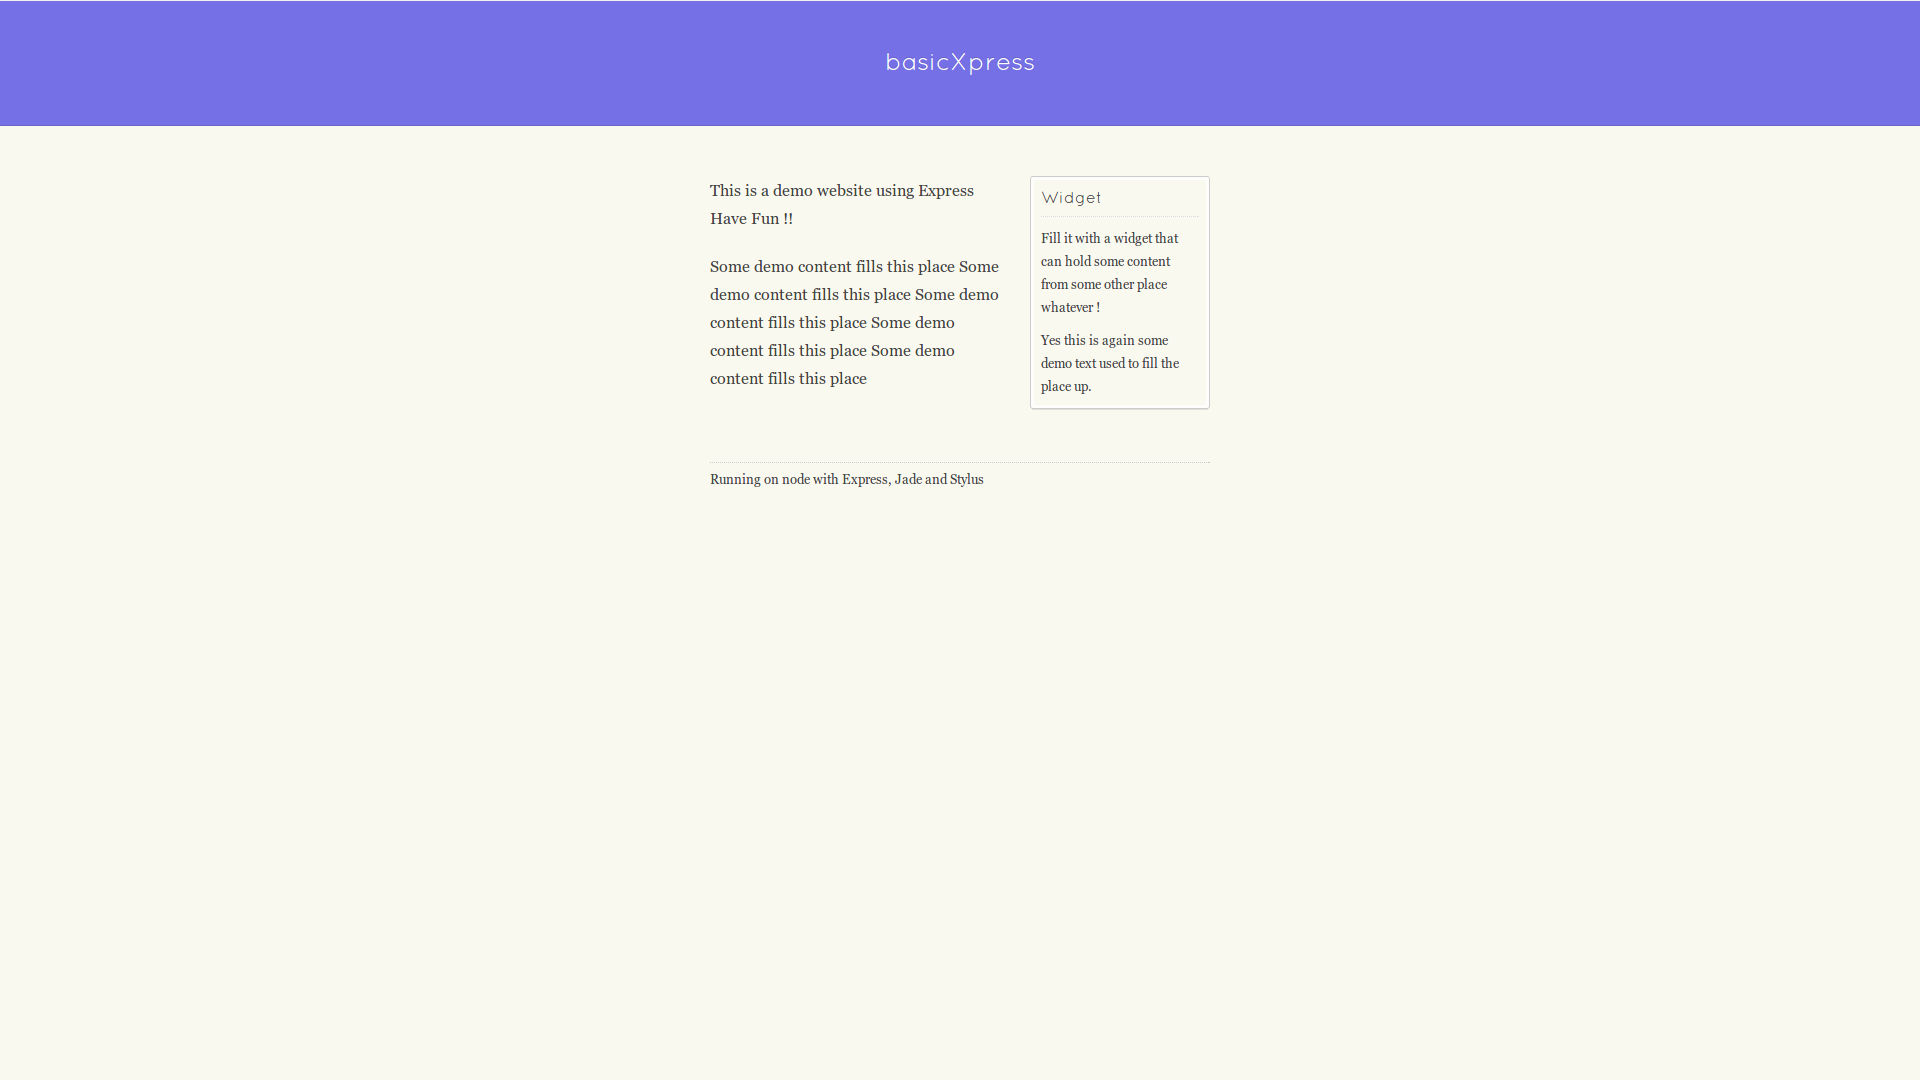 basicXpress
This is a demo website using Express
Have Fun !!
Some demo content fills this place Some
demo content fills this place Some demo
content fills this place Some demo
content fills this place Some demo
content fills this place
Widget
Fill it with a widget that
can hold some content
from some other place
whatever !
Yes this is again some
demo text used to fill the
place up.
Running on node with Express, Jade and Stylus